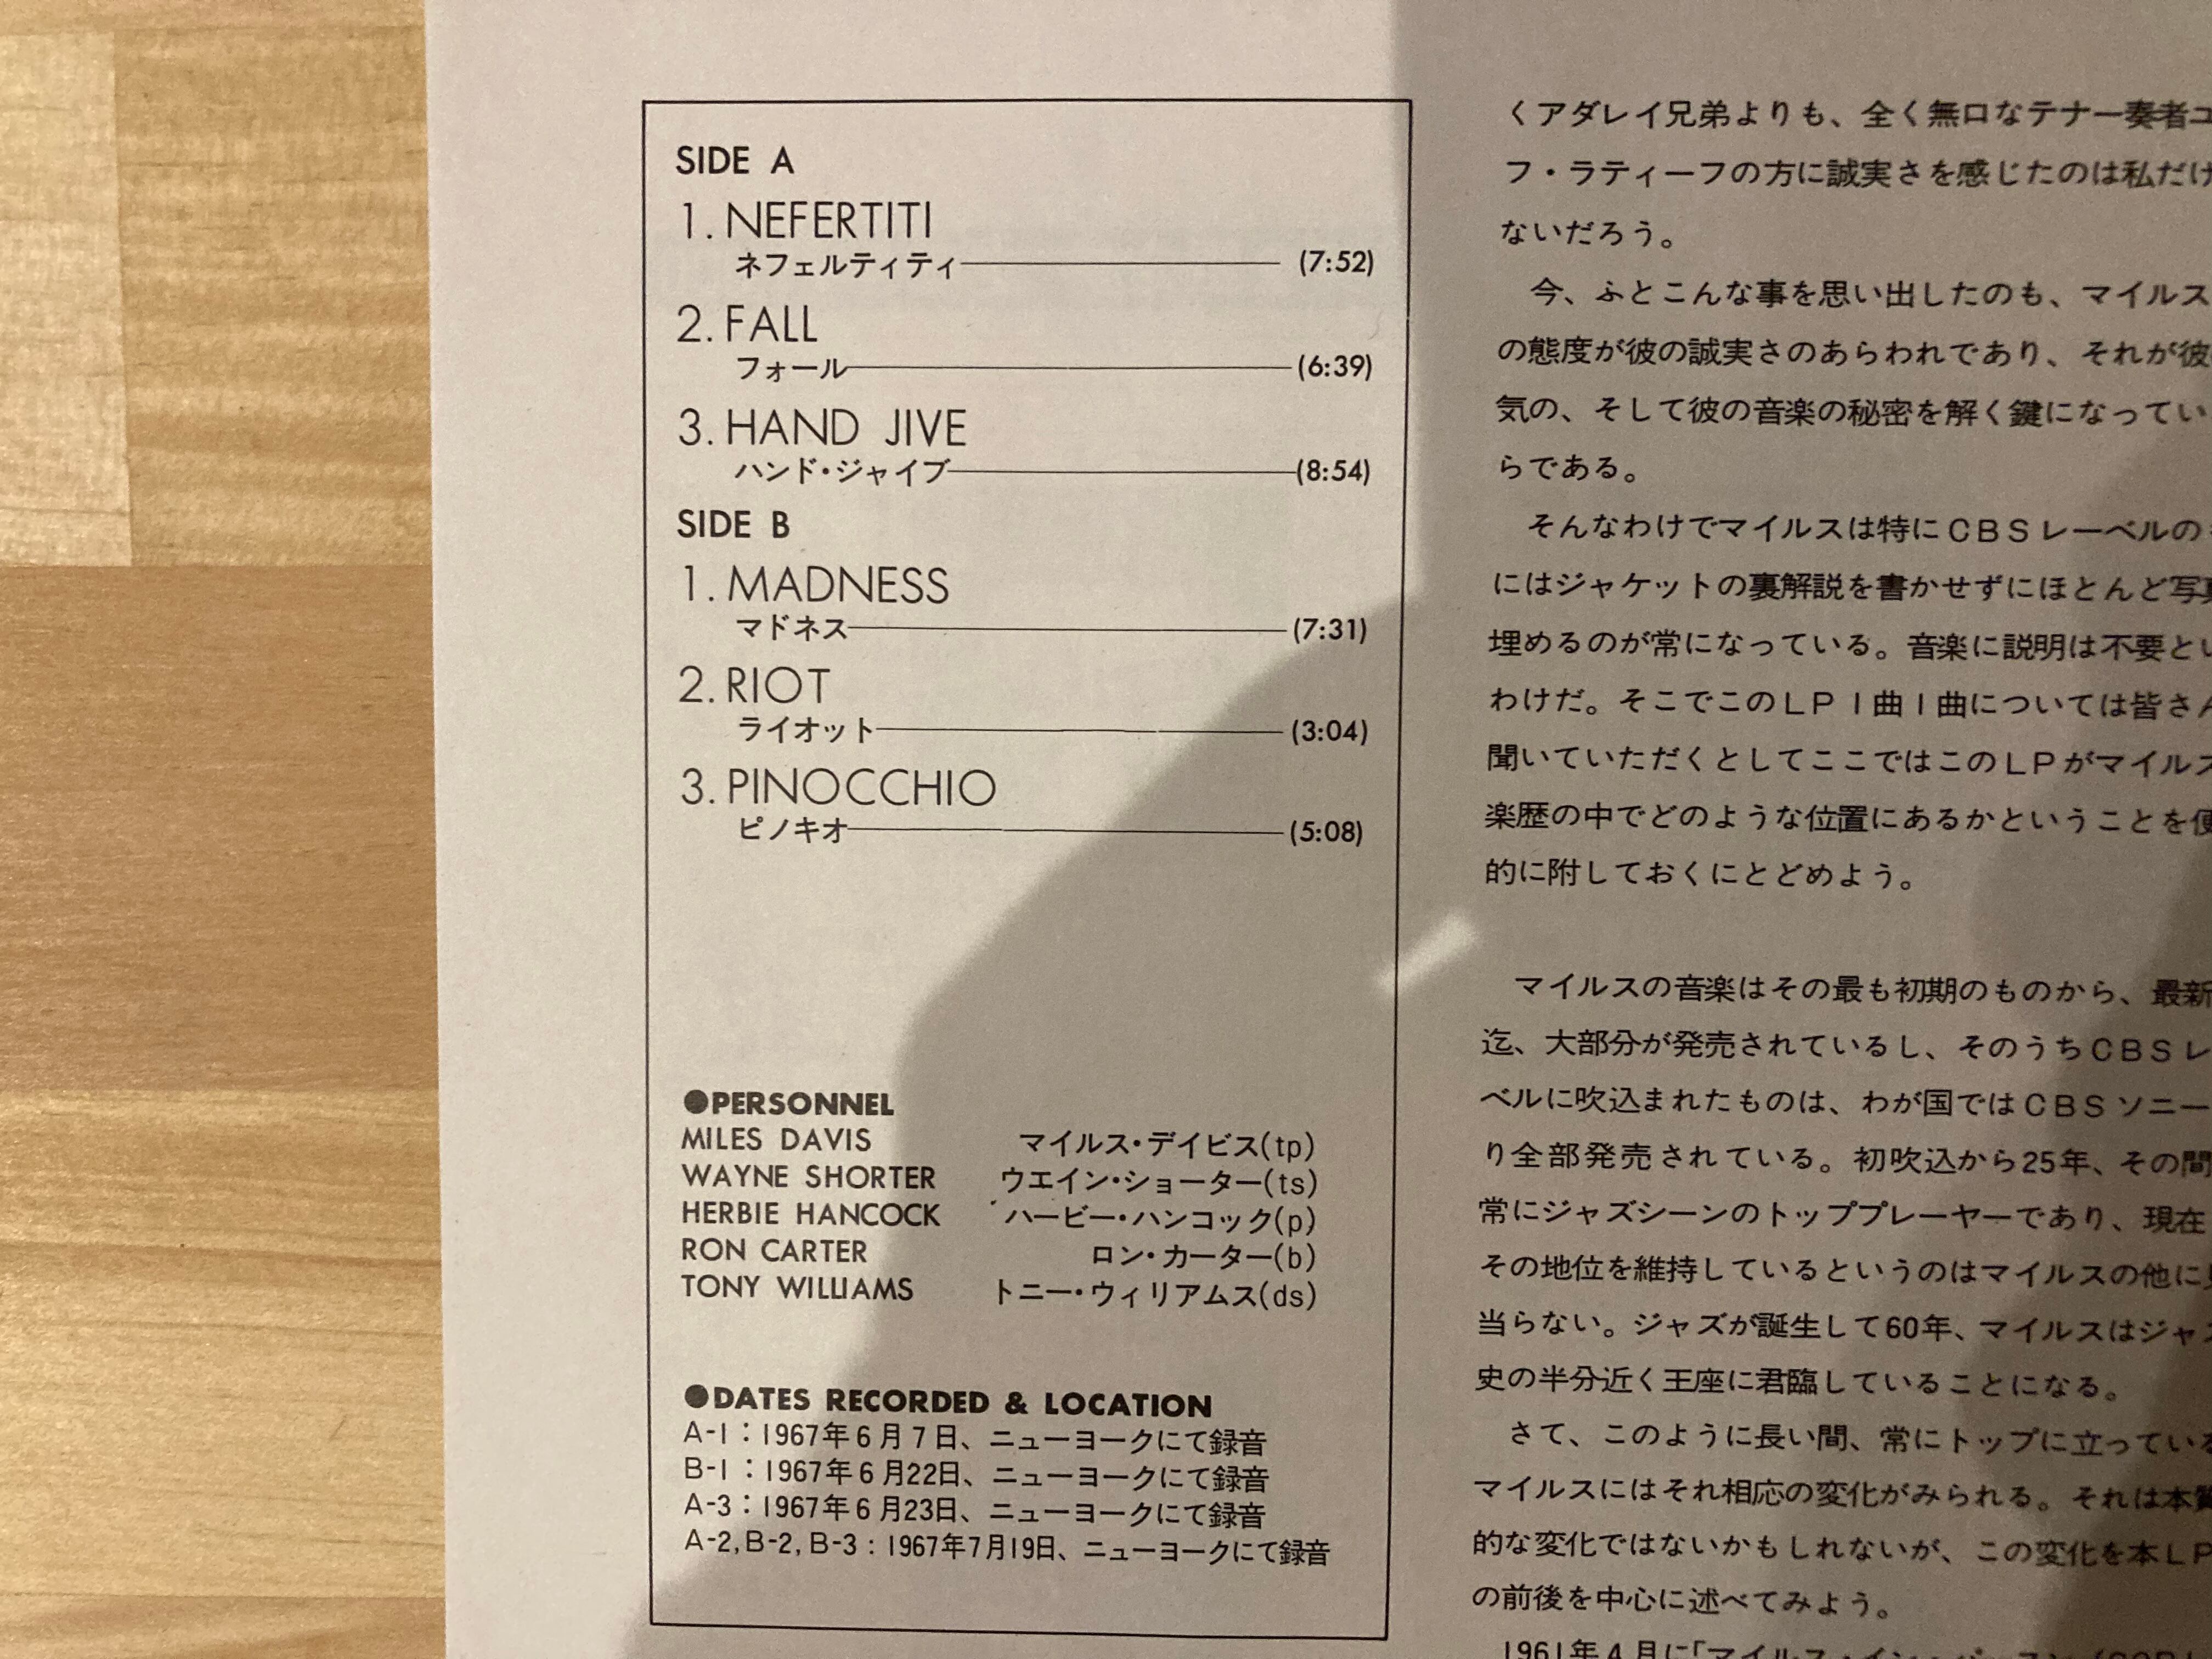 SIDE A
1. NEFERTITI
ネフェルティティ (7:52)
2. FALL
フォール (6:39)
3. HAND JIVE
ハンド・ジャイブ (8:54)
SIDE B
1. MADNESS
マドネス (7:31)
2. RIOT
ライオット (3:04)
3. PINOCCHIO
ピノキオ (5:08)
●PERSONNEL
MILES DAVIS マイルス・デイビス(tp)
WAYNE SHORTER ウエイン・ショーター(ts)
HERBIE HANCOCK ハービー・ハンコック(p)
RON CARTER ロン・カーター(b)
TONY WILLIAMS トニー・ウィリアムス(ds)
●DATES RECORDED & LOCATION
A-1：1967年6月7日、ニューヨークにて録音
B-1：1967年6月22日、ニューヨークにて録音
A-3：1967年6月23日、ニューヨークにて録音
A-2, B-2, B-3：1967年7月19日、ニューヨークにて録音
くアダレイ兄弟よりも、全く無口なテナー奏者ユ
フ・ラティーフの方に誠実さを感じたのは私だけ
ないだろう。
今、ふとこんな事を思い出したのも、マイルス
の態度が彼の誠実さのあらわれであり、それが彼
気の、そして彼の音楽の秘密を解く鍵になってい
らである。
そんなわけでマイルスは特にＣＢＳレーベルの
にはジャケットの裏解説を書かせずにほとんど写真
埋めるのが常になっている。音楽に説明は不要とい
わけだ。そこでこのＬＰ１曲１曲については皆さん
聞いていただくとしてここではこのＬＰがマイルス
楽歴の中でどのような位置にあるかということを便
的に附しておくにとどめよう。
マイルスの音楽はその最も初期のものから、最新
迄、大部分が発売されているし、そのうちＣＢＳレ
ベルに吹込まれたものは、わが国ではＣＢＳソニー
り全部発売されている。初吹込から25年、その間
常にジャズシーンのトッププレーヤーであり、現在
その地位を維持しているというのはマイルスの他に見
当らない。ジャズが誕生して60年、マイルスはジャズ
史の半分近く王座に君臨していることになる。
さて、このように長い間、常にトップに立っている
マイルスにはそれ相応の変化がみられる。それは本質
的な変化ではないかもしれないが、この変化を本ＬＰ
の前後を中心に述べてみよう。
1961年4月に「マイルス・イン・